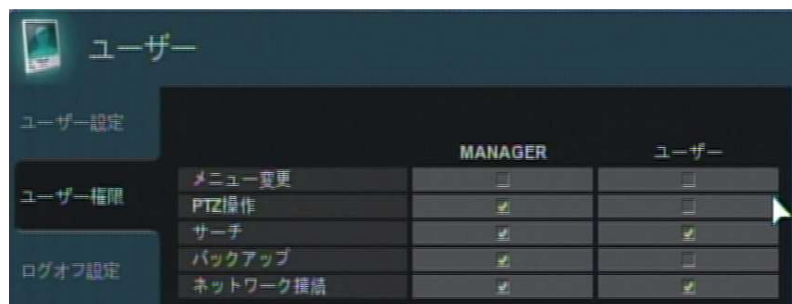 ユーザー
ユーザー設定
MANAGER ユーザー
メニュー変更
ユーザー権限
PTZ操作
サーチ
バックアップ
ログオフ設定
ネットワーク接続